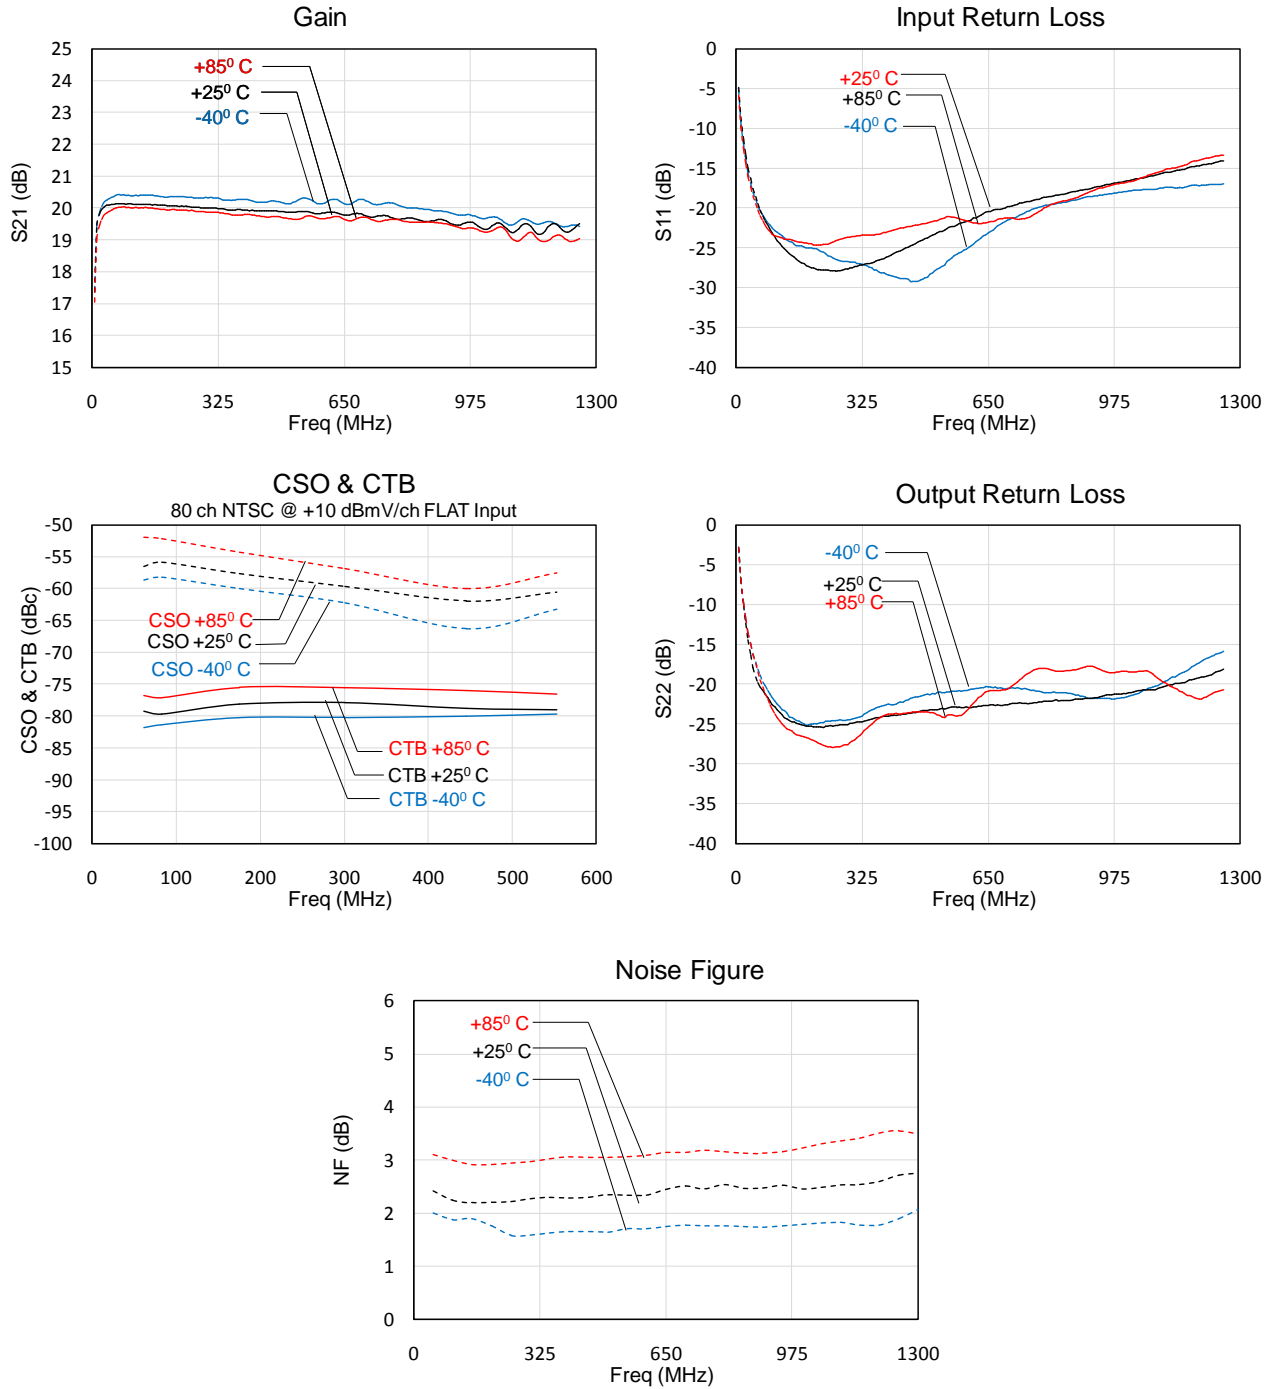 Gain
25
24
23
22
21
20
19
18
17
16
15
S21 (dB)
+85⁰ C
+25⁰ C
-40⁰ C
0 325 650 975 1300
Freq (MHz)
Input Return Loss
0
-5
-10
-15
-20
-25
-30
-35
-40
S11 (dB)
+25⁰ C
+85⁰ C
-40⁰ C
0 325 650 975 1300
Freq (MHz)
CSO & CTB
80 ch NTSC @ +10 dBmV/ch FLAT Input
-50
-55
-60
-65
-70
-75
-80
-85
-90
-95
-100
CSO & CTB (dBc)
CSO +85⁰ C
CSO +25⁰ C
CSO -40⁰ C
CTB +85⁰ C
CTB +25⁰ C
CTB -40⁰ C
0 100 200 300 400 500 600
Freq (MHz)
Output Return Loss
0
-5
-10
-15
-20
-25
-30
-35
-40
S22 (dB)
-40⁰ C
+25⁰ C
+85⁰ C
0 325 650 975 1300
Freq (MHz)
Noise Figure
6
5
4
3
2
1
0
NF (dB)
+85⁰ C
+25⁰ C
-40⁰ C
0 325 650 975 1300
Freq (MHz)